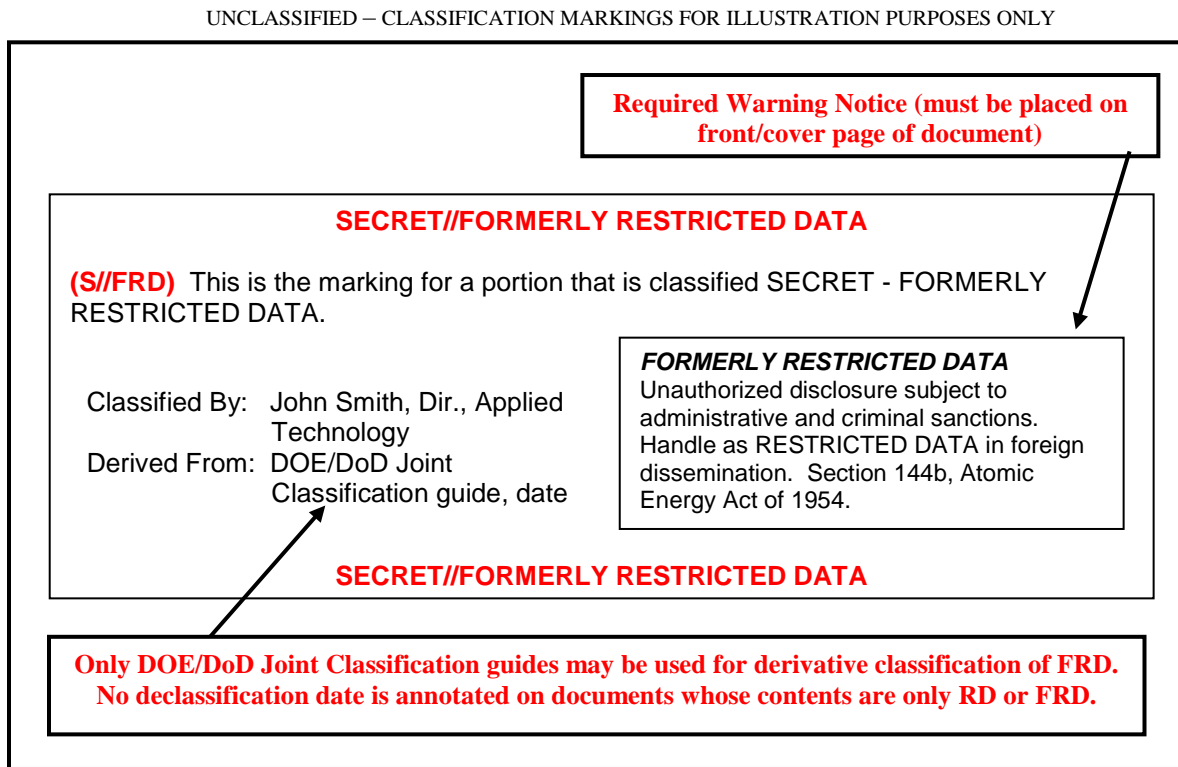 UNCLASSIFIED – CLASSIFICATION MARKINGS FOR ILLUSTRATION PURPOSES ONLY
Required Warning Notice (must be placed on
front/cover page of document)
SECRET//FORMERLY RESTRICTED DATA
(S//FRD) This is the marking for a portion that is classified SECRET - FORMERLY
RESTRICTED DATA.
Classified By: John Smith, Dir., Applied
Technology
Derived From: DOE/DoD Joint
Classification guide, date
FORMERLY RESTRICTED DATA
Unauthorized disclosure subject to
administrative and criminal sanctions.
Handle as RESTRICTED DATA in foreign
dissemination. Section 144b, Atomic
Energy Act of 1954.
SECRET//FORMERLY RESTRICTED DATA
Only DOE/DoD Joint Classification guides may be used for derivative classification of FRD.
No declassification date is annotated on documents whose contents are only RD or FRD.